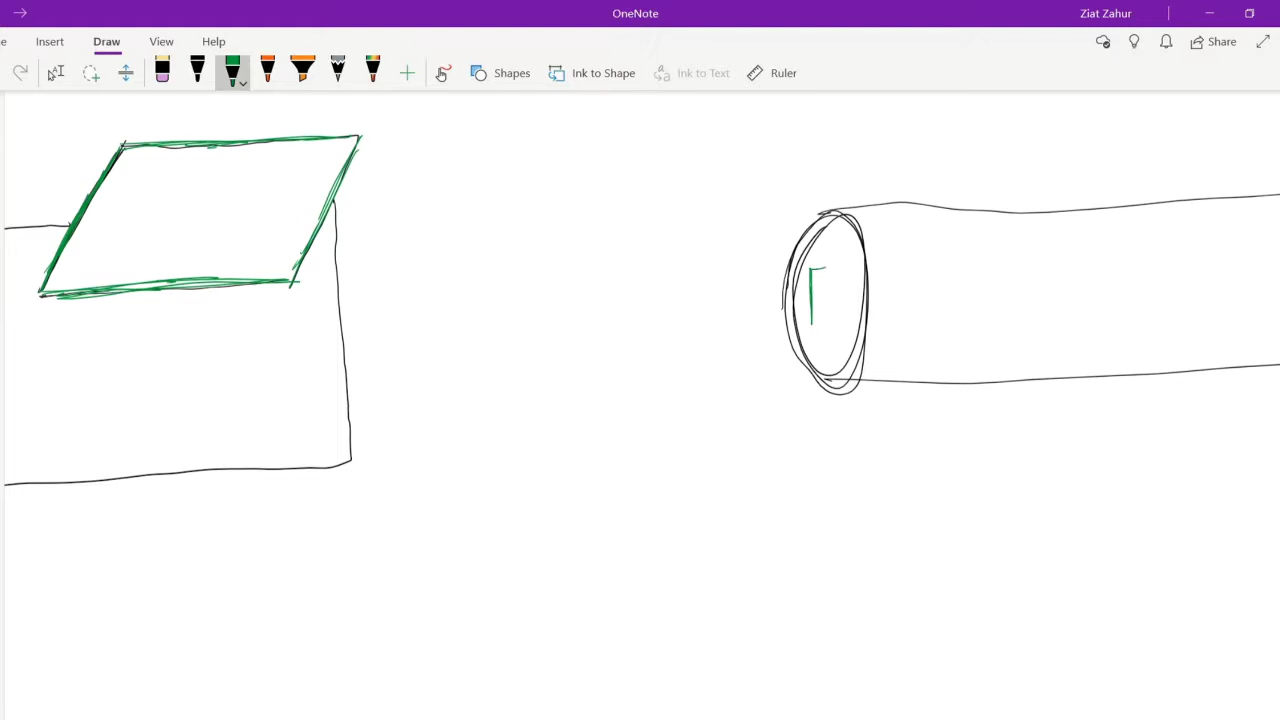 OneNote
Ziat Zahur
Insert Draw View Help
Share
Shapes Ink to Shape Ink to Text Ruler